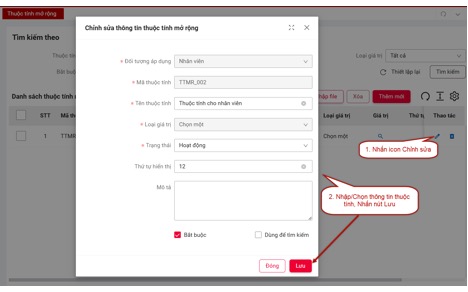 Thuộc tính mở rộng
Tìm kiếm theo
Thuộc tín
Bắt buộ
Loại giá trị
Tất cả
Thiết lập lại
Tìm kiếm
Danh sách thuộc tính
Nhập file
Xóa
Thêm mới
STT
Mã th
Loại giá trị
Giá trị
Thứ tự
Thao tác
1
TTMR
Chọn một
Chỉnh sửa thông tin thuộc tính mở rộng
* Đối tượng áp dụng
Nhân viên
* Mã thuộc tính
TTMR_002
* Tên thuộc tính
Thuộc tính cho nhân viên
* Loại giá trị
Chọn một
* Trạng thái
Hoạt động
Thứ tự hiển thị
12
Mô tả
Bắt buộc
Dùng để tìm kiếm
Đóng
Lưu
1. Nhấn icon Chỉnh sửa
2. Nhập/Chọn thông tin thuộc
tính, Nhấn nút Lưu